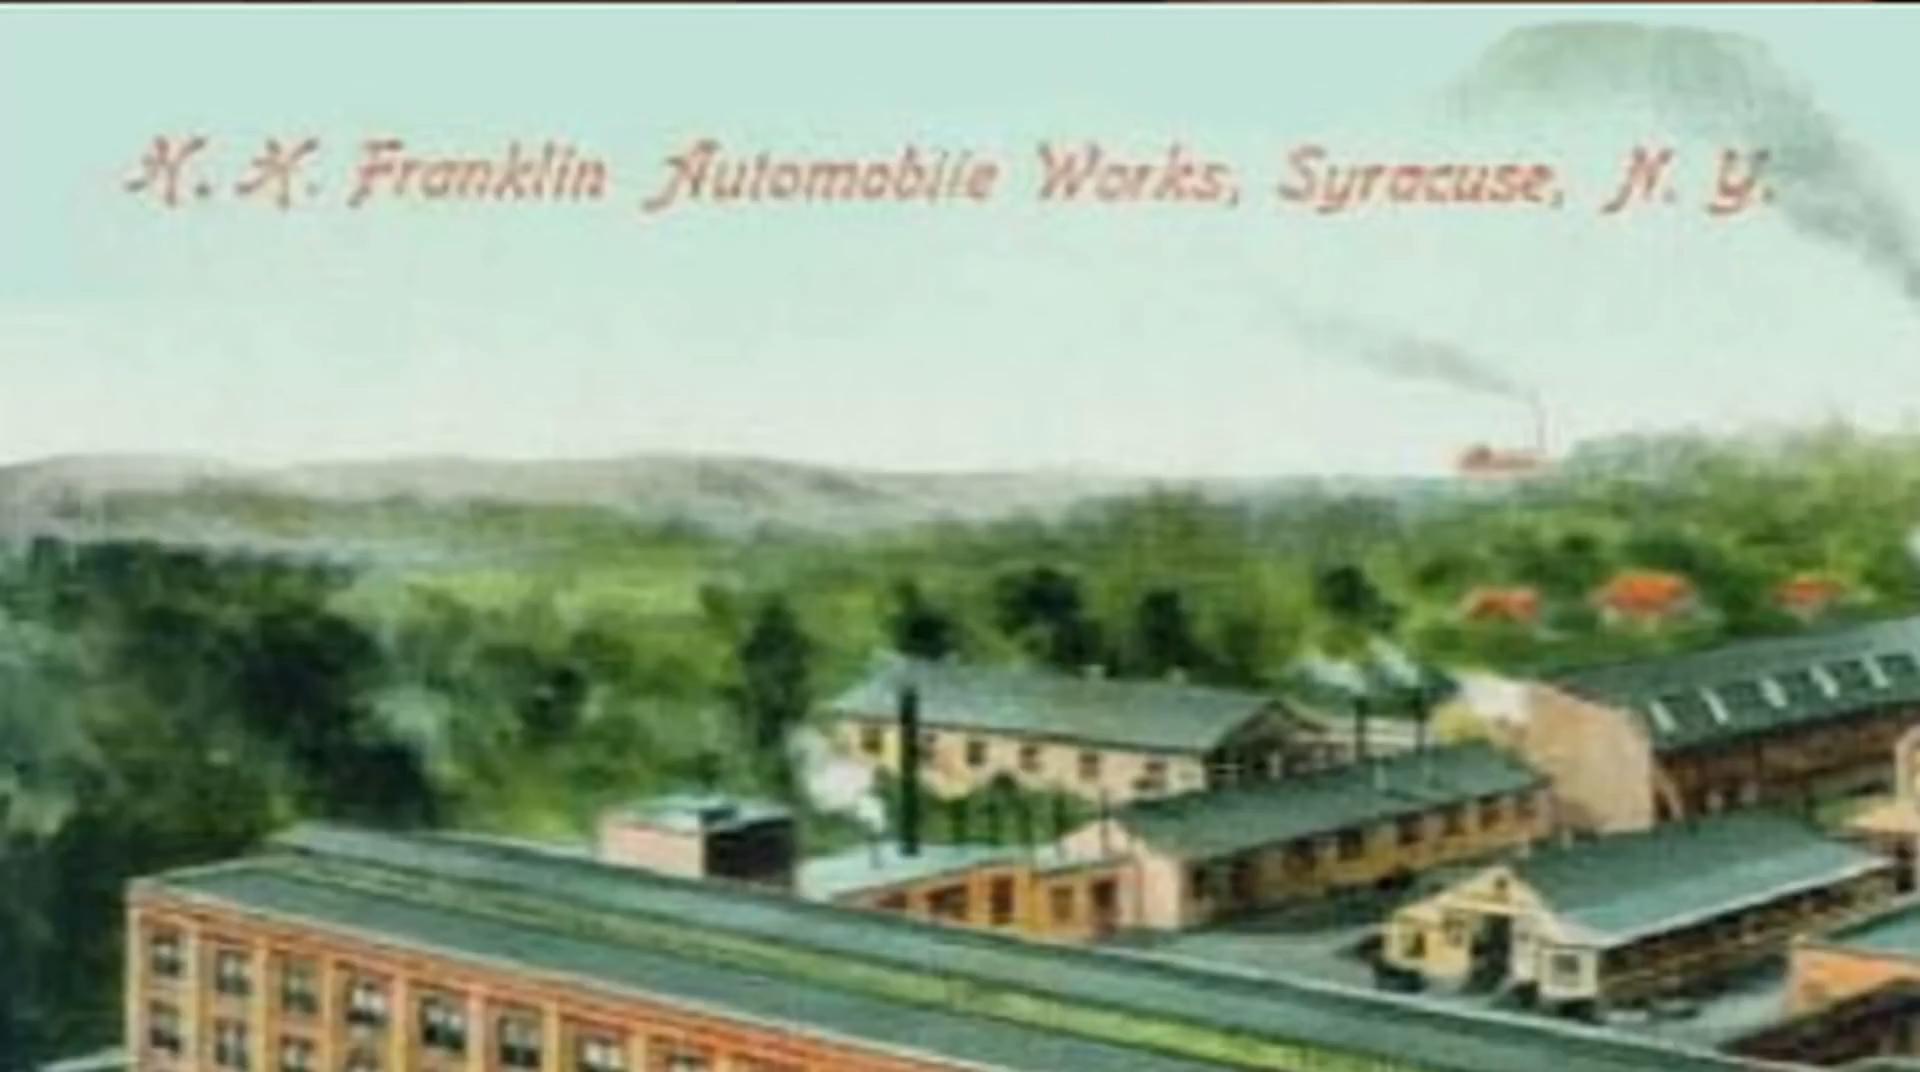 H. H. Franklin Automobile Works, Syracuse, N. Y.